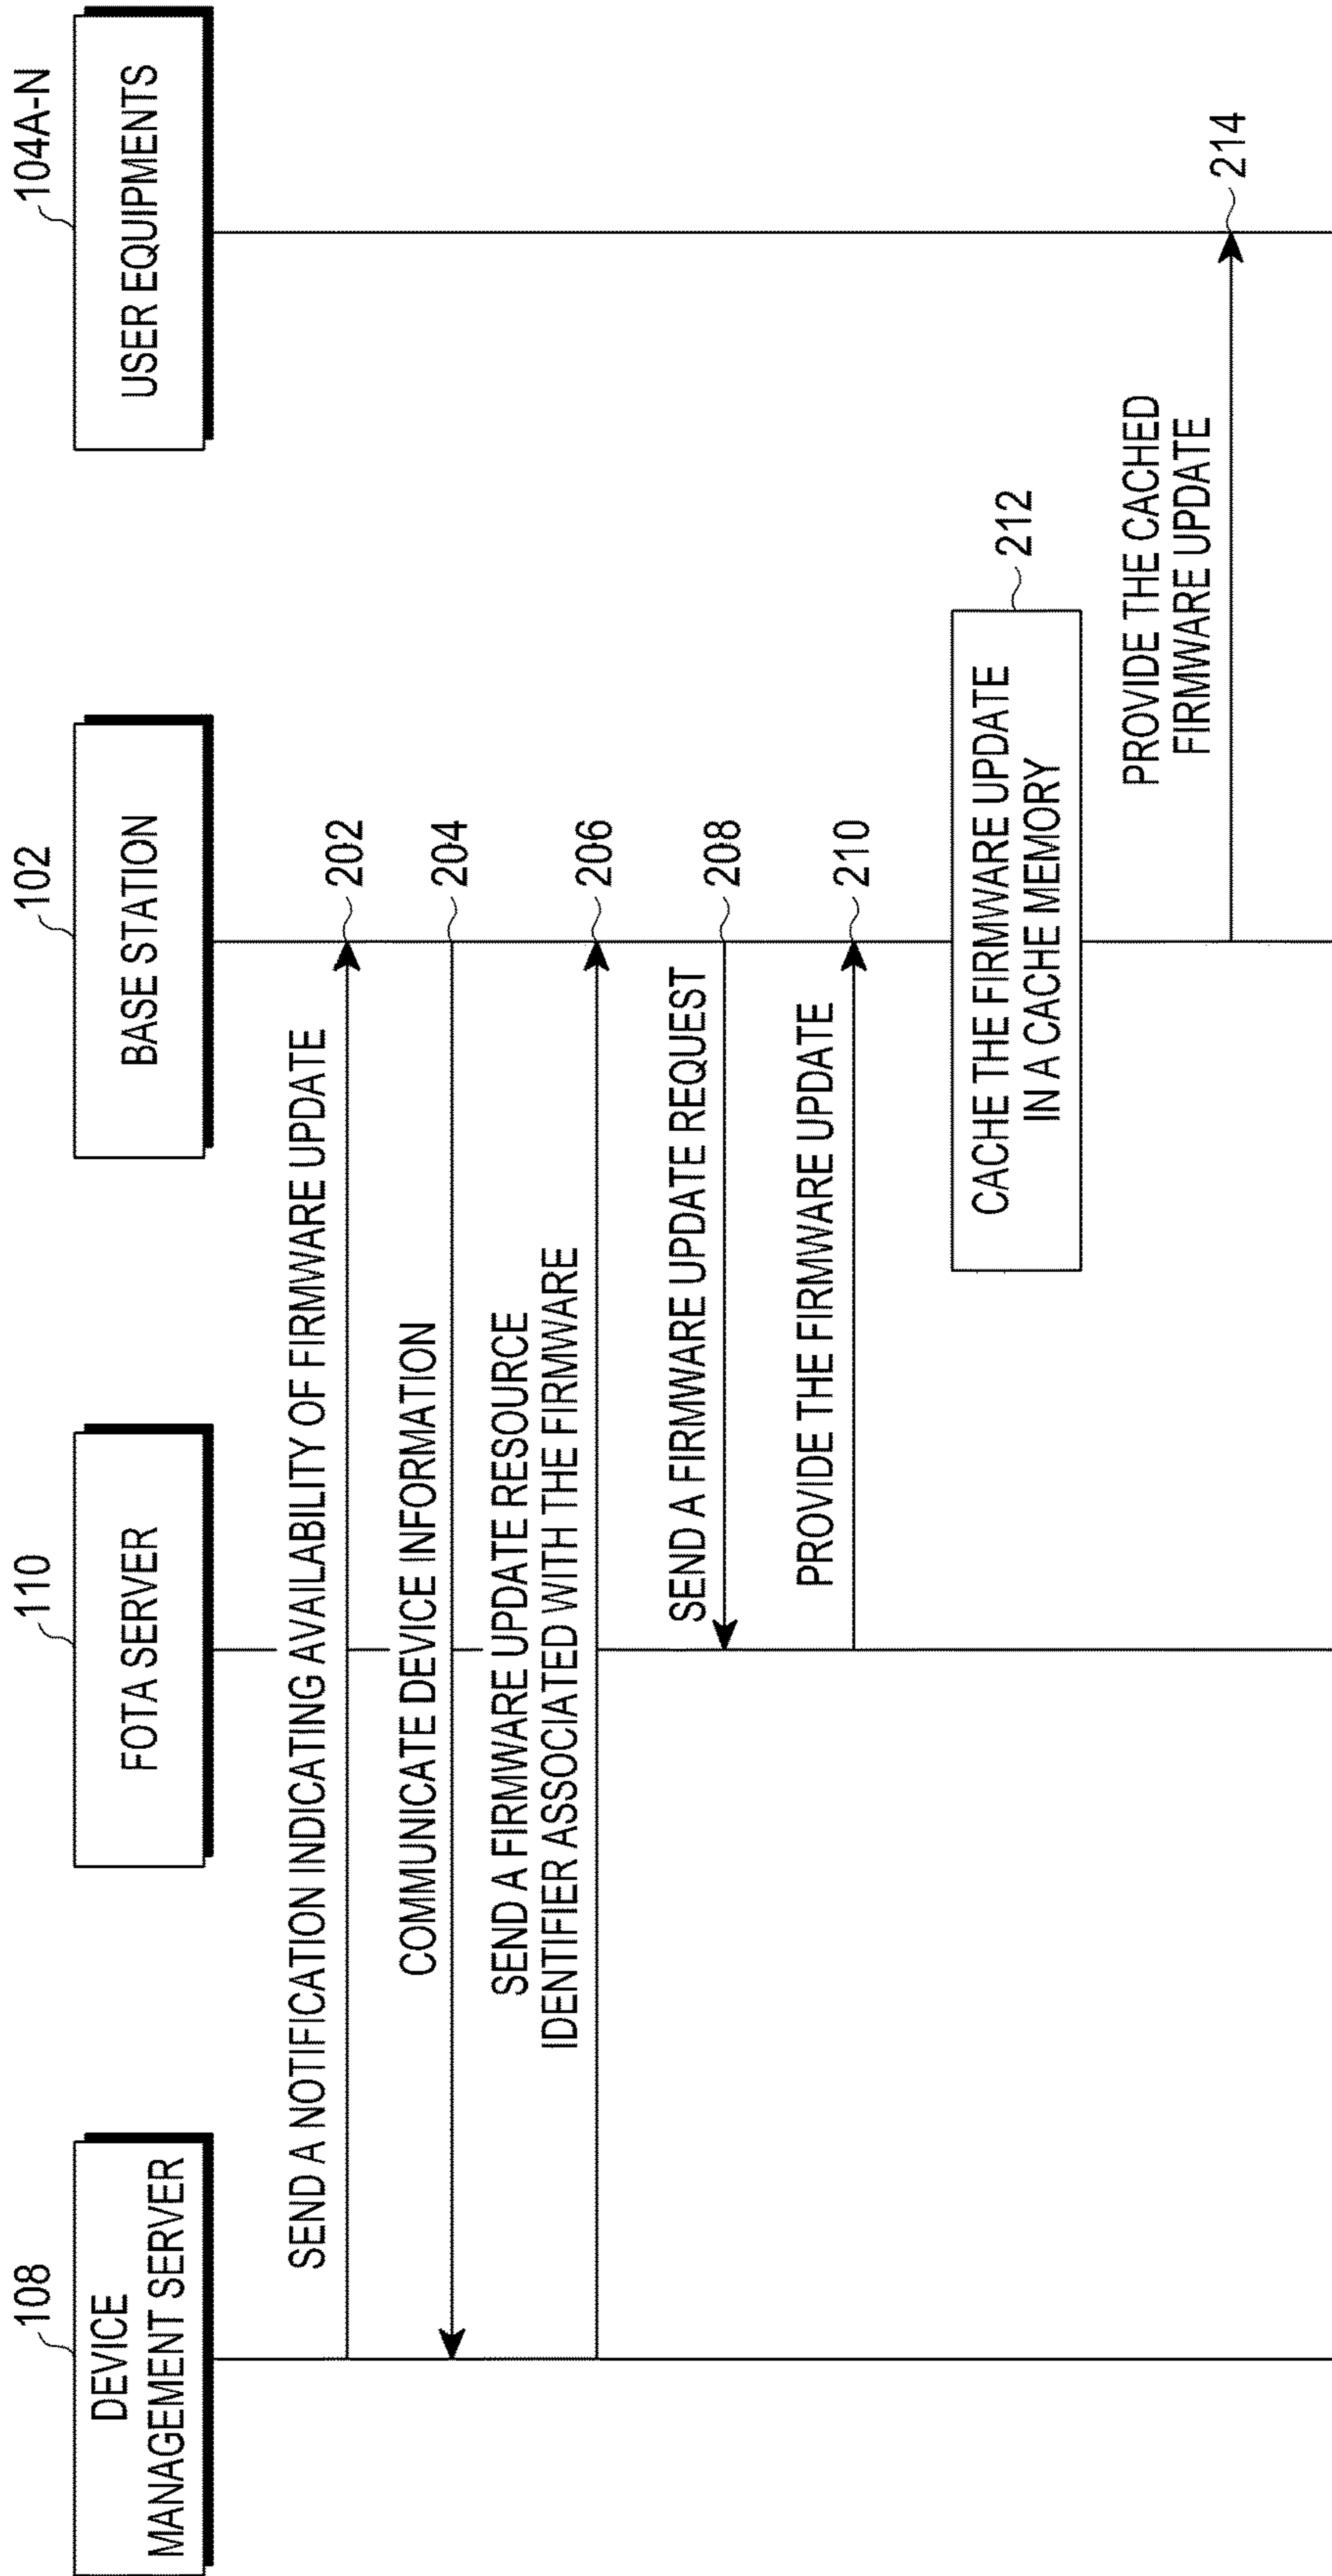 108
DEVICE
MANAGEMENT SERVER
110
FOTA SERVER
102
BASE STATION
104A-N
USER EQUIPMENTS
SEND A NOTIFICATION INDICATING AVAILABILITY OF FIRMWARE UPDATE
202
COMMUNICATE DEVICE INFORMATION
204
SEND A FIRMWARE UPDATE RESOURCE
IDENTIFIER ASSOCIATED WITH THE FIRMWARE
206
SEND A FIRMWARE UPDATE REQUEST
208
PROVIDE THE FIRMWARE UPDATE
210
CACHE THE FIRMWARE UPDATE
IN A CACHE MEMORY
212
PROVIDE THE CACHED
FIRMWARE UPDATE
214